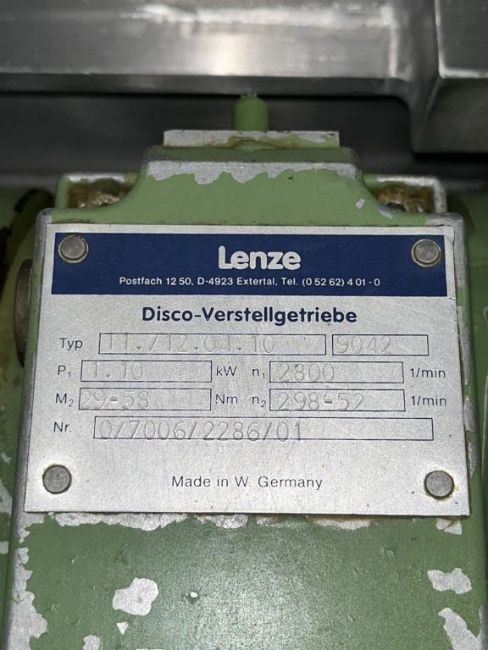 Lenze
Postfach 12 50, D-4923 Extertal, Tel. (0 52 62) 4 01 - 0
Disco-Verstellgetriebe
Typ 11./12.04.10 9042
P1 1.10 kW n1 2800 1/min
M2 29-58 Nm n2 298-52 1/min
Nr. 0/7006/2286/01
Made in W. Germany